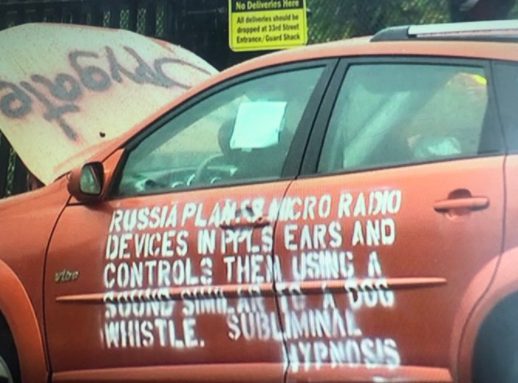 No Deliveries Here
All deliveries should be
dropped at 33rd Street
Entrance/Guard Shack
Spygate
RUSSIA PLANTS MICRO RADIO
DEVICES IN PPLS EARS AND
CONTROLS THEM USING A
SOUND SIMILAR TO A DOG
WHISTLE. SUBLIMINAL
HYPNOSIS
vibe